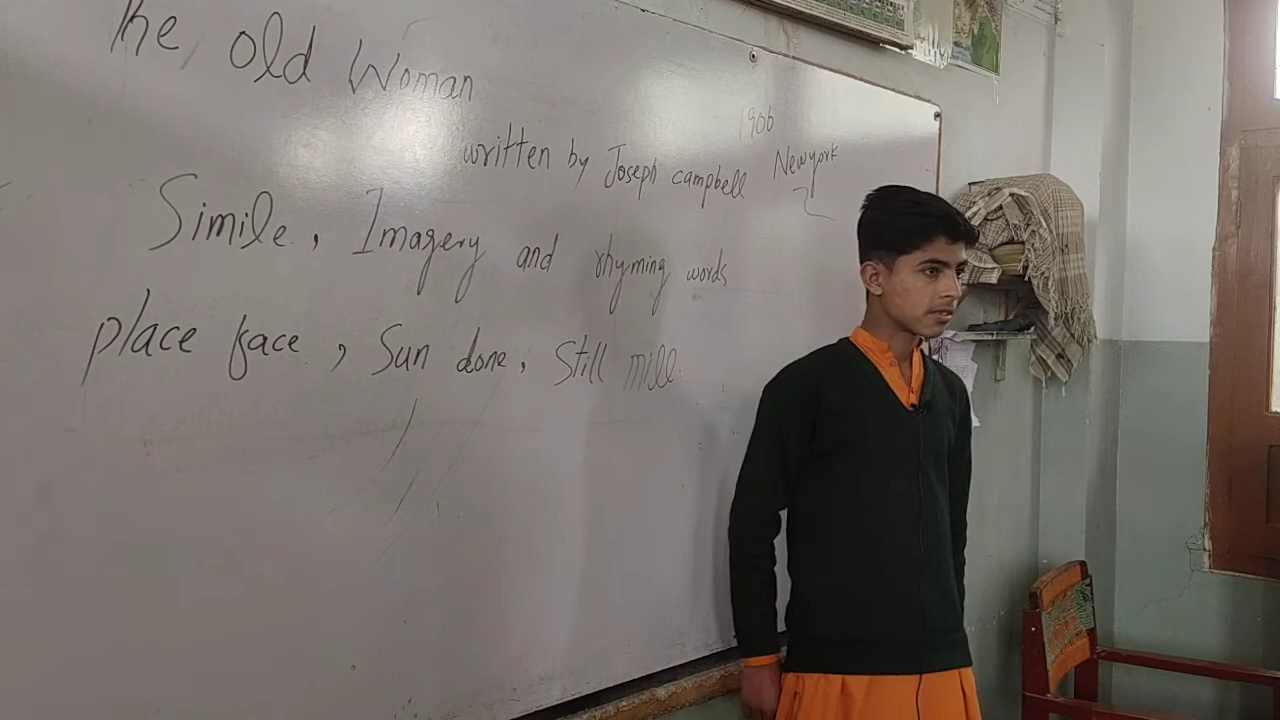 The Old Woman
1906
written by Joseph campbell Newyork
Simile, Imagery and rhyming words
place face, Sun done, Still mill